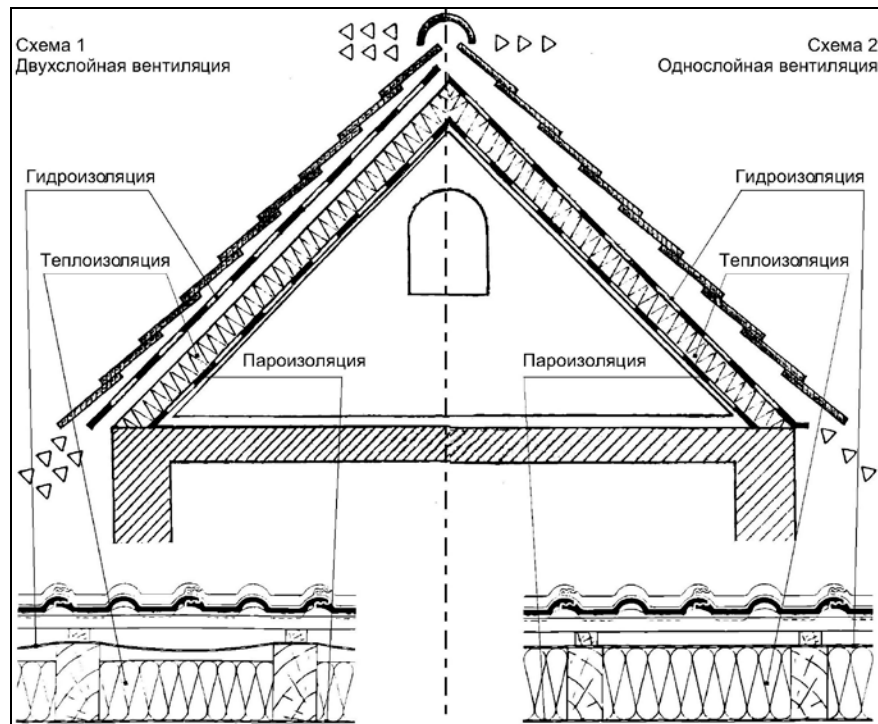 Схема 1
Двухслойная вентиляция
Схема 2
Однослойная вентиляция
Гидроизоляция
Гидроизоляция
Теплоизоляция
Теплоизоляция
Пароизоляция
Пароизоляция